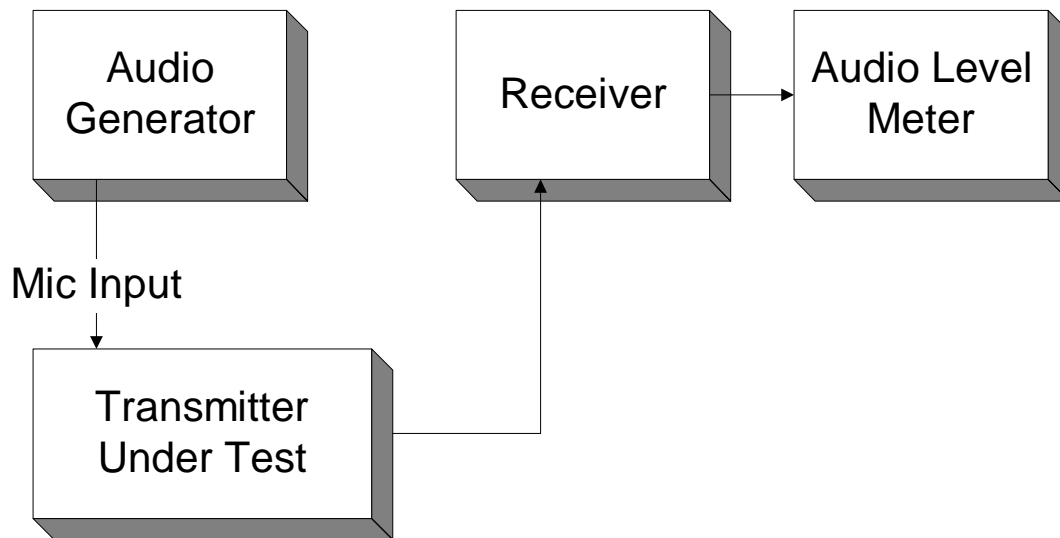 Audio
Generator
Receiver
Audio Level
Meter
Mic Input
Transmitter
Under Test